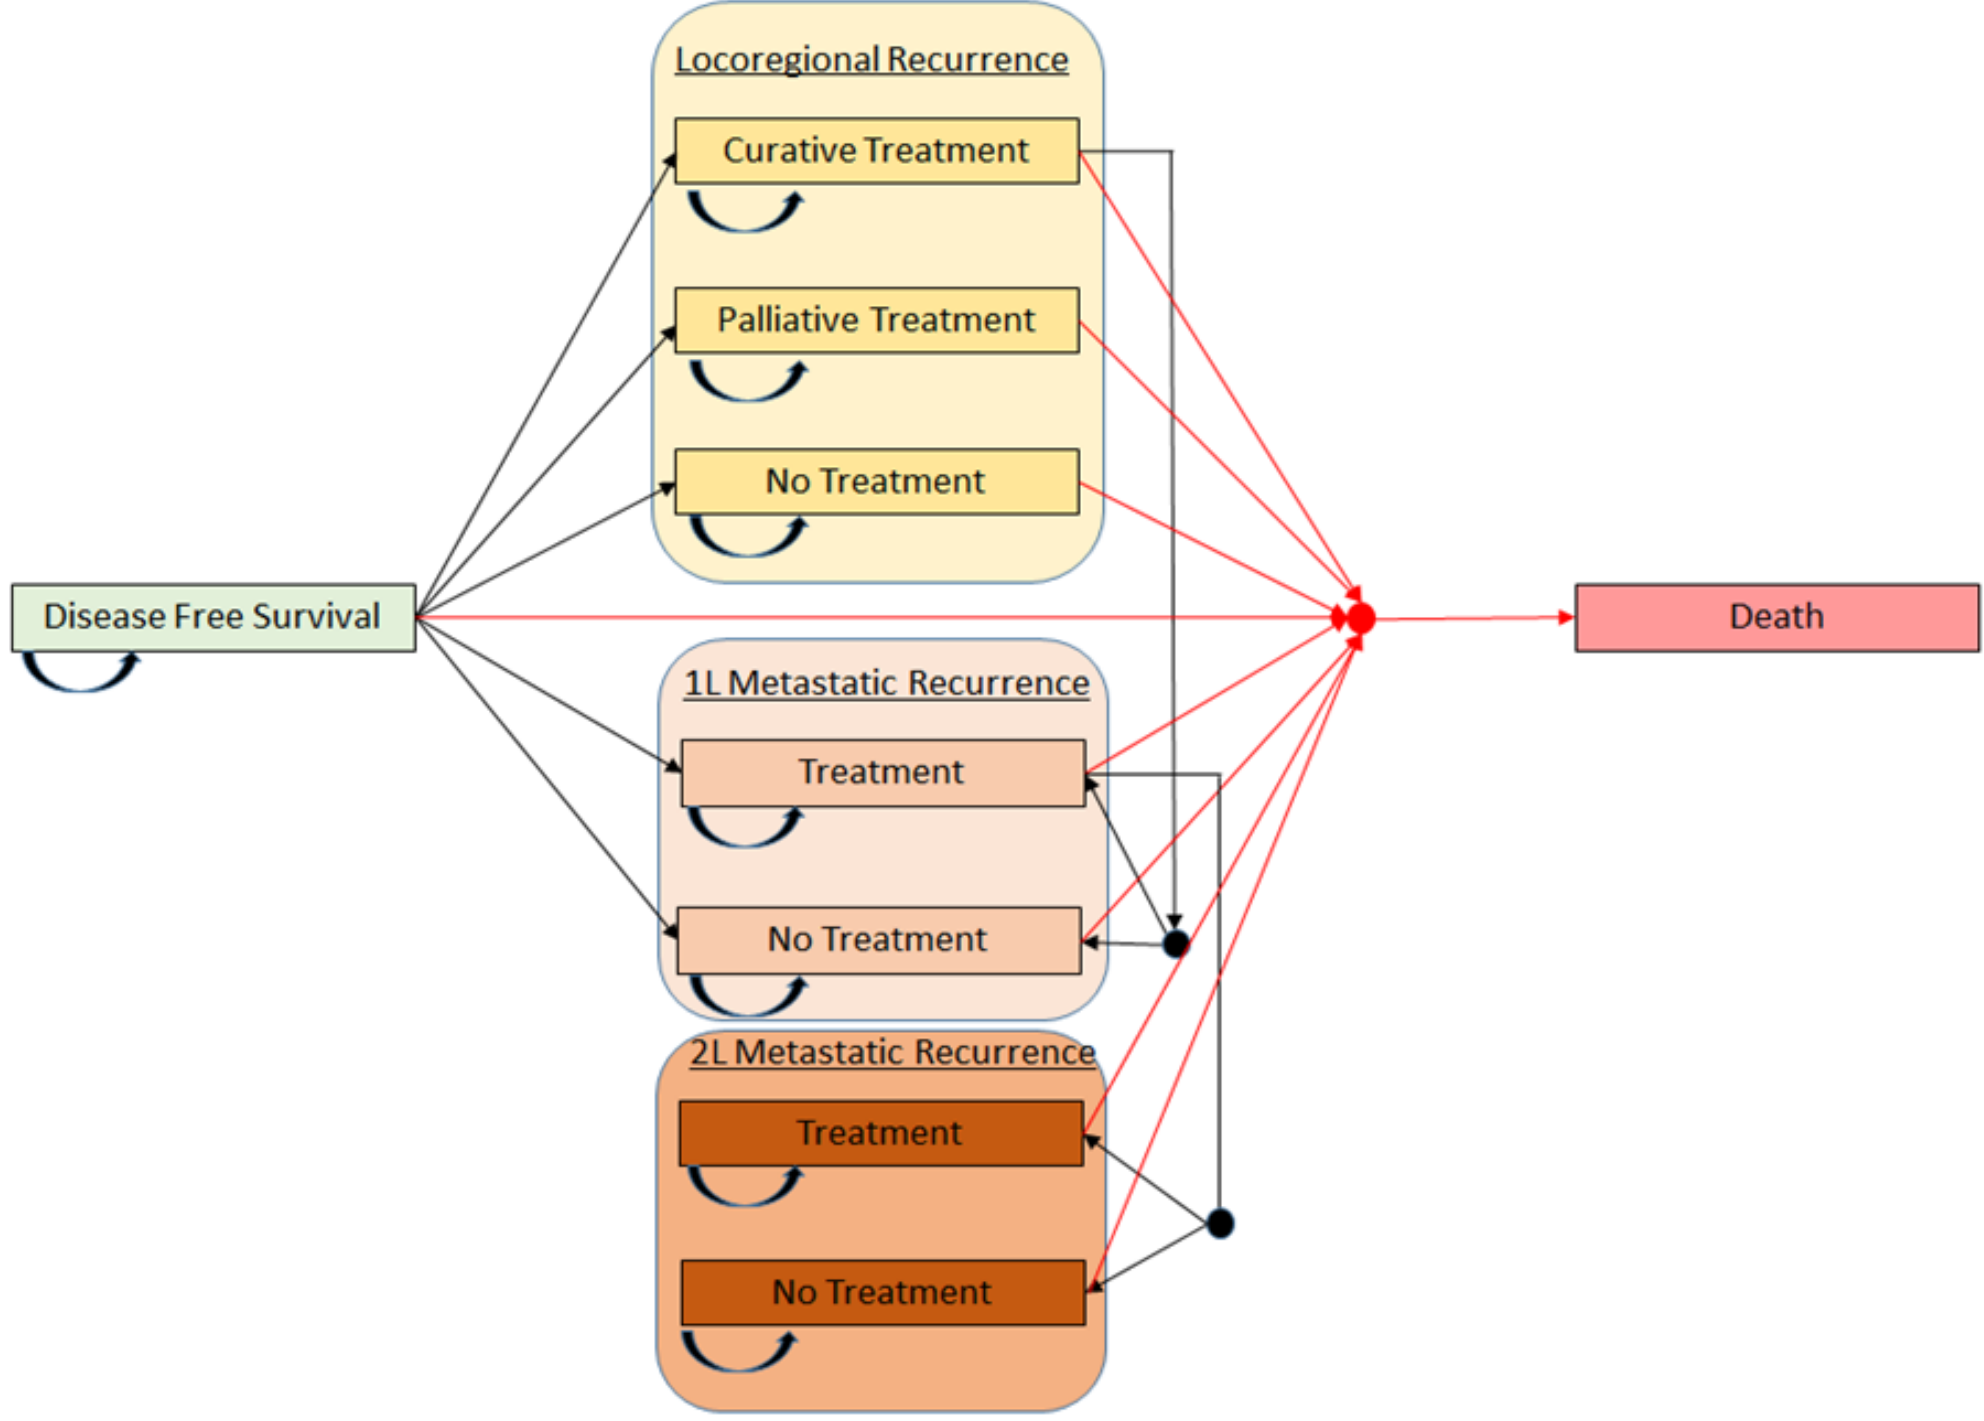 Locoregional Recurrence
Curative Treatment
Palliative Treatment
No Treatment
Disease Free Survival
Death
1L Metastatic Recurrence
Treatment
No Treatment
2L Metastatic Recurrence
Treatment
No Treatment